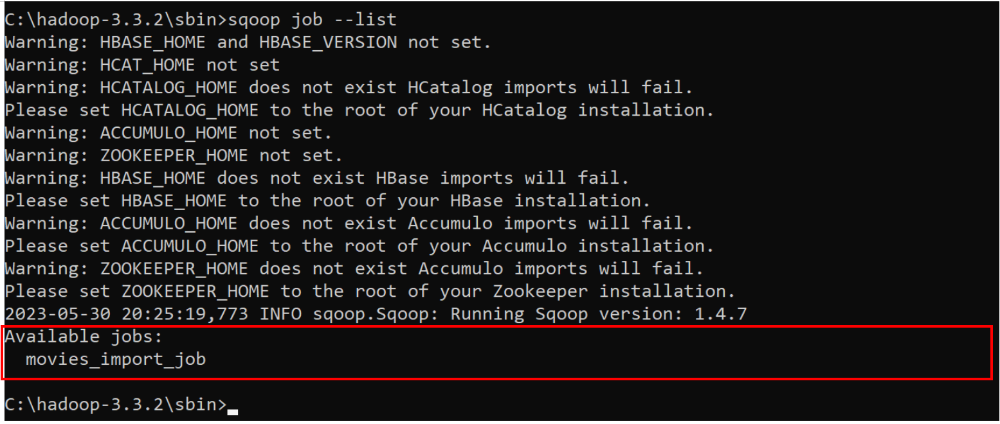 C:\hadoop-3.3.2\sbin>sqoop job --list
Warning: HBASE_HOME and HBASE_VERSION not set.
Warning: HCAT_HOME not set
Warning: HCATALOG_HOME does not exist HCatalog imports will fail.
Please set HCATALOG_HOME to the root of your HCatalog installation.
Warning: ACCUMULO_HOME not set.
Warning: ZOOKEEPER_HOME not set.
Warning: HBASE_HOME does not exist HBase imports will fail.
Please set HBASE_HOME to the root of your HBase installation.
Warning: ACCUMULO_HOME does not exist Accumulo imports will fail.
Please set ACCUMULO_HOME to the root of your Accumulo installation.
Warning: ZOOKEEPER_HOME does not exist Accumulo imports will fail.
Please set ZOOKEEPER_HOME to the root of your Zookeeper installation.
2023-05-30 20:25:19,773 INFO sqoop.Sqoop: Running Sqoop version: 1.4.7
Available jobs:
  movies_import_job
C:\hadoop-3.3.2\sbin>